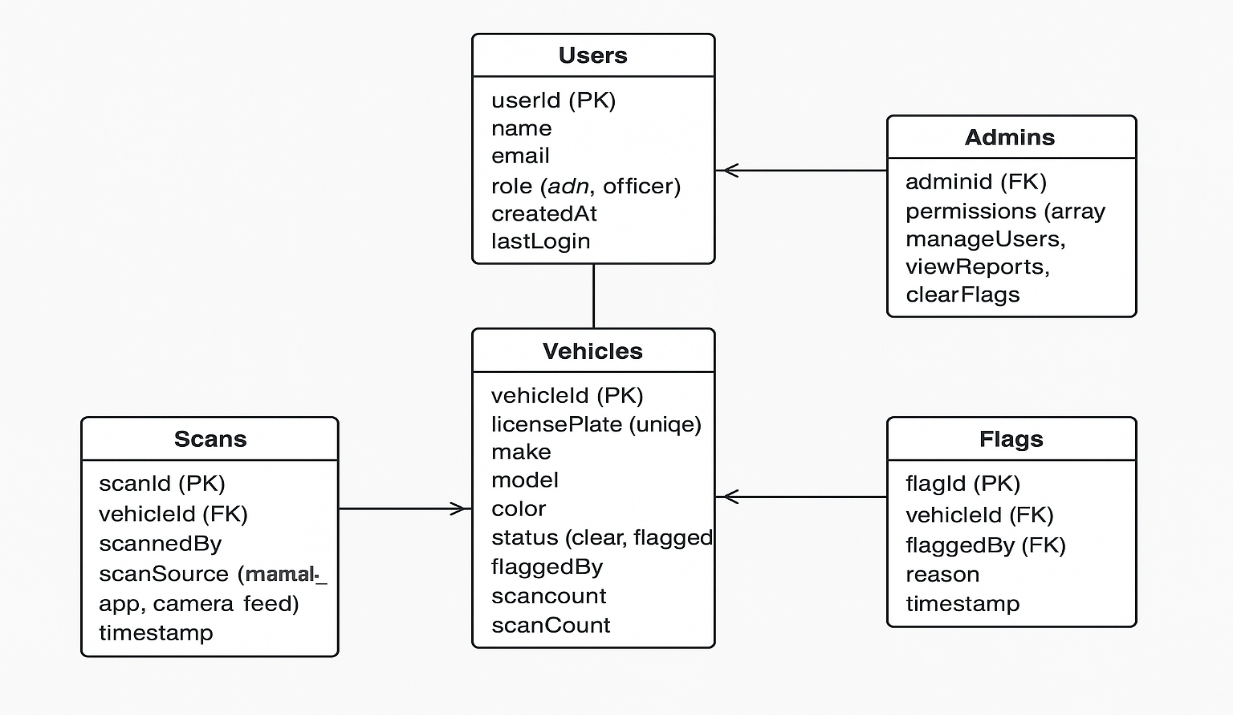 Users
userId (PK)
name
email
role (adn, officer)
createdAt
lastLogin
Admins
adminid (FK)
permissions (array
manageUsers,
viewReports,
clearFlags
Vehicles
vehicleId (PK)
licensePlate (uniqe)
make
model
color
status (clear, flagged
flaggedBy
scancount
scanCount
Scans
scanId (PK)
vehicleId (FK)
scannedBy
scanSource (mamal-_
app, camera feed)
timestamp
Flags
flagId (PK)
vehicleId (FK)
flaggedBy (FK)
reason
timestamp